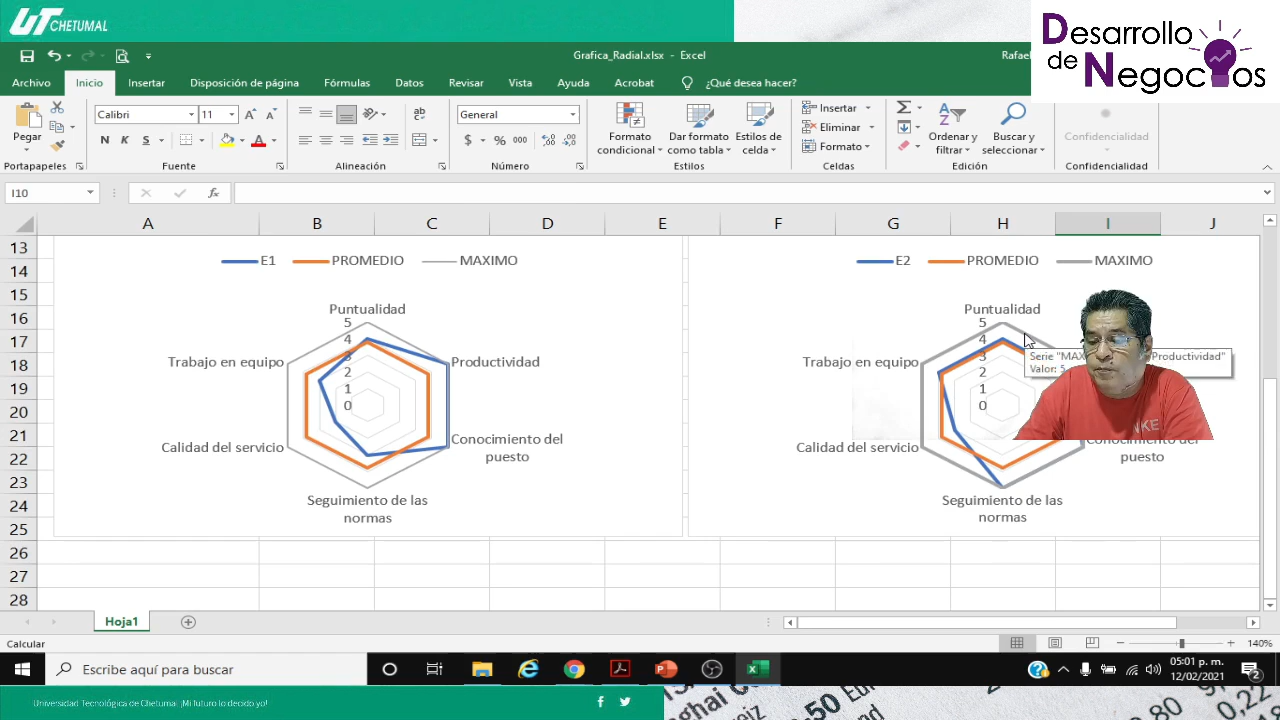 UT CHETUMAL
Grafica_Radial.xlsx - Excel
Rafae
Desarrollo
de Negocios
Archivo Inicio Insertar Disposición de página Fórmulas Datos Revisar Vista Ayuda Acrobat ¿Qué desea hacer?
Pegar
Portapapeles
Calibri 11
N K S
Fuente
Alineación
General
$ % 000
Número
Formato condicional
Dar formato como tabla
Estilos de celda
Estilos
Insertar
Eliminar
Formato
Celdas
Ordenar y filtrar
Buscar y seleccionar
Edición
Confidencialidad
Confidencialidad
I10
fx
A B C D E F G H I J
13
14
15
16
17
18
19
20
21
22
23
24
25
26
27
28
E1 PROMEDIO MAXIMO
Puntualidad
5
4
3
2
1
0
Trabajo en equipo
Productividad
Calidad del servicio
Conocimiento del
puesto
Seguimiento de las
normas
E2 PROMEDIO MAXIMO
Puntualidad
5
4
3
2
1
0
Trabajo en equipo
Serie "MAX Productividad"
Valor: 5
Calidad del servicio
puesto
Seguimiento de las
normas
Hoja1
Calcular
140%
Escribe aquí para buscar
05:01 p. m.
12/02/2021
2
Universidad Tecnológica de Chetumal: ¡Mi futuro lo decido yo!